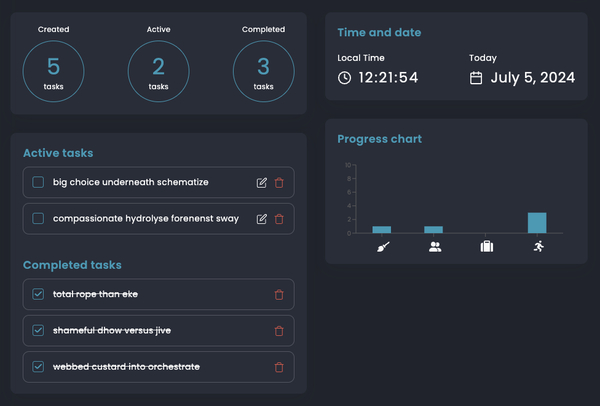 Created
Active
Completed
5
tasks
2
tasks
3
tasks
Time and date
Local Time
Today
12:21:54
July 5, 2024
Active tasks
big choice underneath schematize
compassionate hydrolyse forenenst sway
Completed tasks
total rope than eke
shameful dhow versus jive
webbed custard into orchestrate
Progress chart
10
8
6
4
2
0